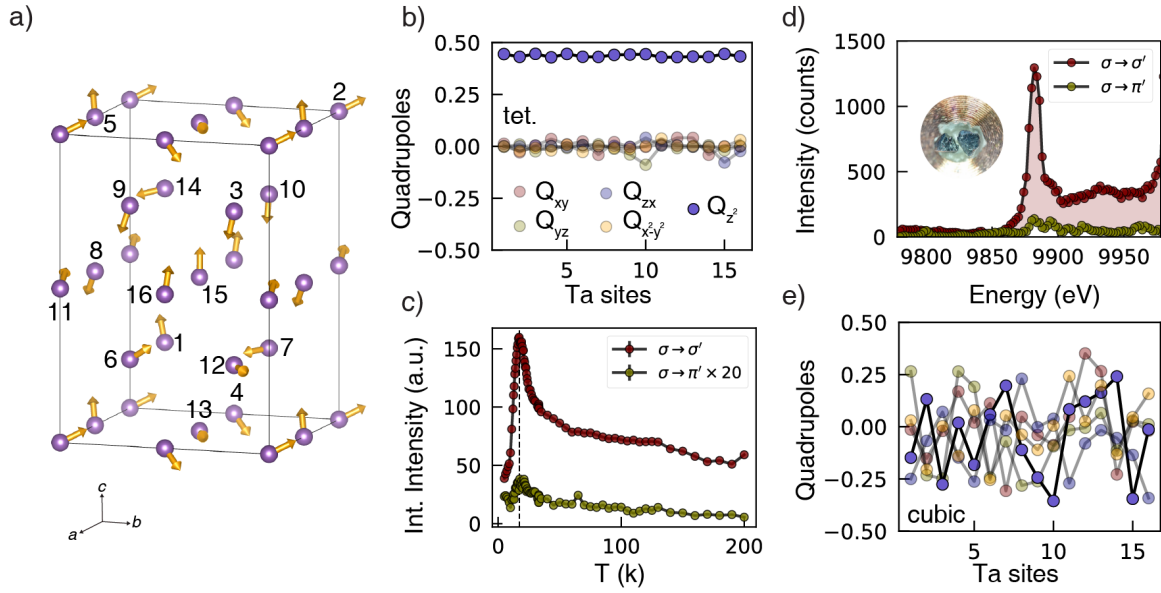 a)
2
5
14
10
9
3
8
15
16
11
1
7
6
12
4
13
c
a
b
b)
Quadrupoles
0.50
0.25
0.00
−0.25
−0.50
tet.
Q_xy
Q_zx
Q_z²
Q_yz
Q_x²y²
5
10
15
Ta sites
c)
Int. Intensity (a.u.)
150
100
50
0
σ→σ′
σ→π′ × 20
0
100
200
T (k)
d)
Intensity (counts)
1500
1000
500
0
σ→σ′
σ→π′
9800
9850
9900
9950
Energy (eV)
e)
Quadrupoles
0.50
0.25
0.00
−0.25
−0.50
cubic
5
10
15
Ta sites